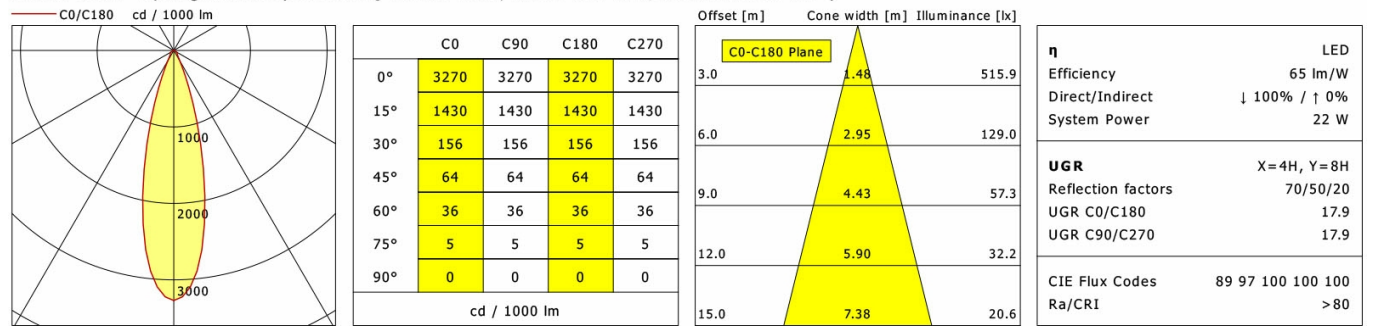 C0/C180 cd / 1000 lm
1000
2000
3000
C0 C90 C180 C270
0° 3270 3270 3270 3270
15° 1430 1430 1430 1430
30° 156 156 156 156
45° 64 64 64 64
60° 36 36 36 36
75° 5 5 5 5
90° 0 0 0 0
cd / 1000 lm
Offset [m] Cone width [m] Illuminance [lx]
C0-C180 Plane
3.0 1.48 515.9
6.0 2.95 129.0
9.0 4.43 57.3
12.0 5.90 32.2
15.0 7.38 20.6
η LED
Efficiency 65 lm/W
Direct/Indirect ↓ 100% / ↑ 0%
System Power 22 W
UGR X=4H, Y=8H
Reflection factors 70/50/20
UGR C0/C180 17.9
UGR C90/C270 17.9
CIE Flux Codes 89 97 100 100 100
Ra/CRI >80